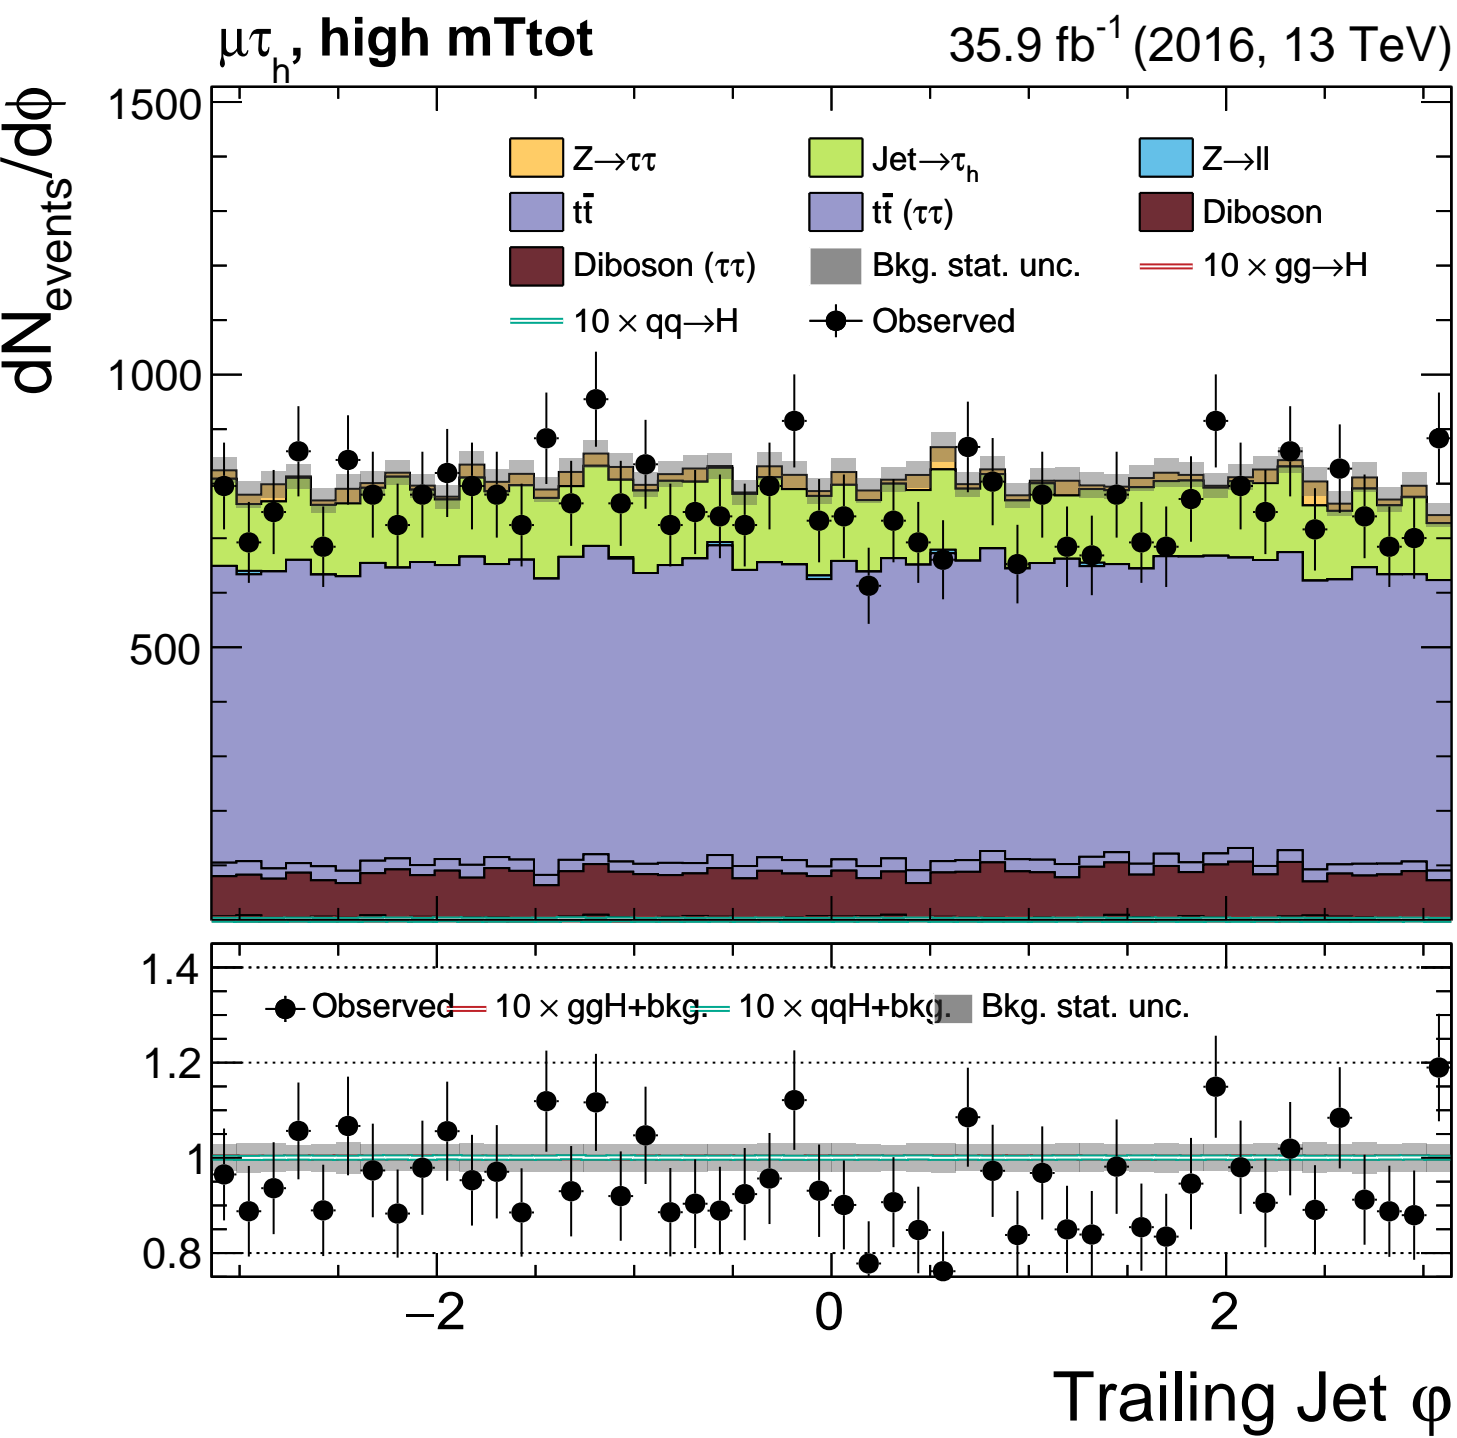 μτh, high mTtot 35.9 fb-1 (2016, 13 TeV)
dNevents/dϕ
1500
Z→ττ Jet→τh Z→ll
tt̄ tt̄ (ττ) Diboson
Diboson (ττ) Bkg. stat. unc. 10 × gg→H
10 × qq→H Observed
1000
500
1.4
Observed 10 × ggH+bkg. 10 × qqH+bkg. Bkg. stat. unc.
1.2
1
0.8
−2 0 2
Trailing Jet φ